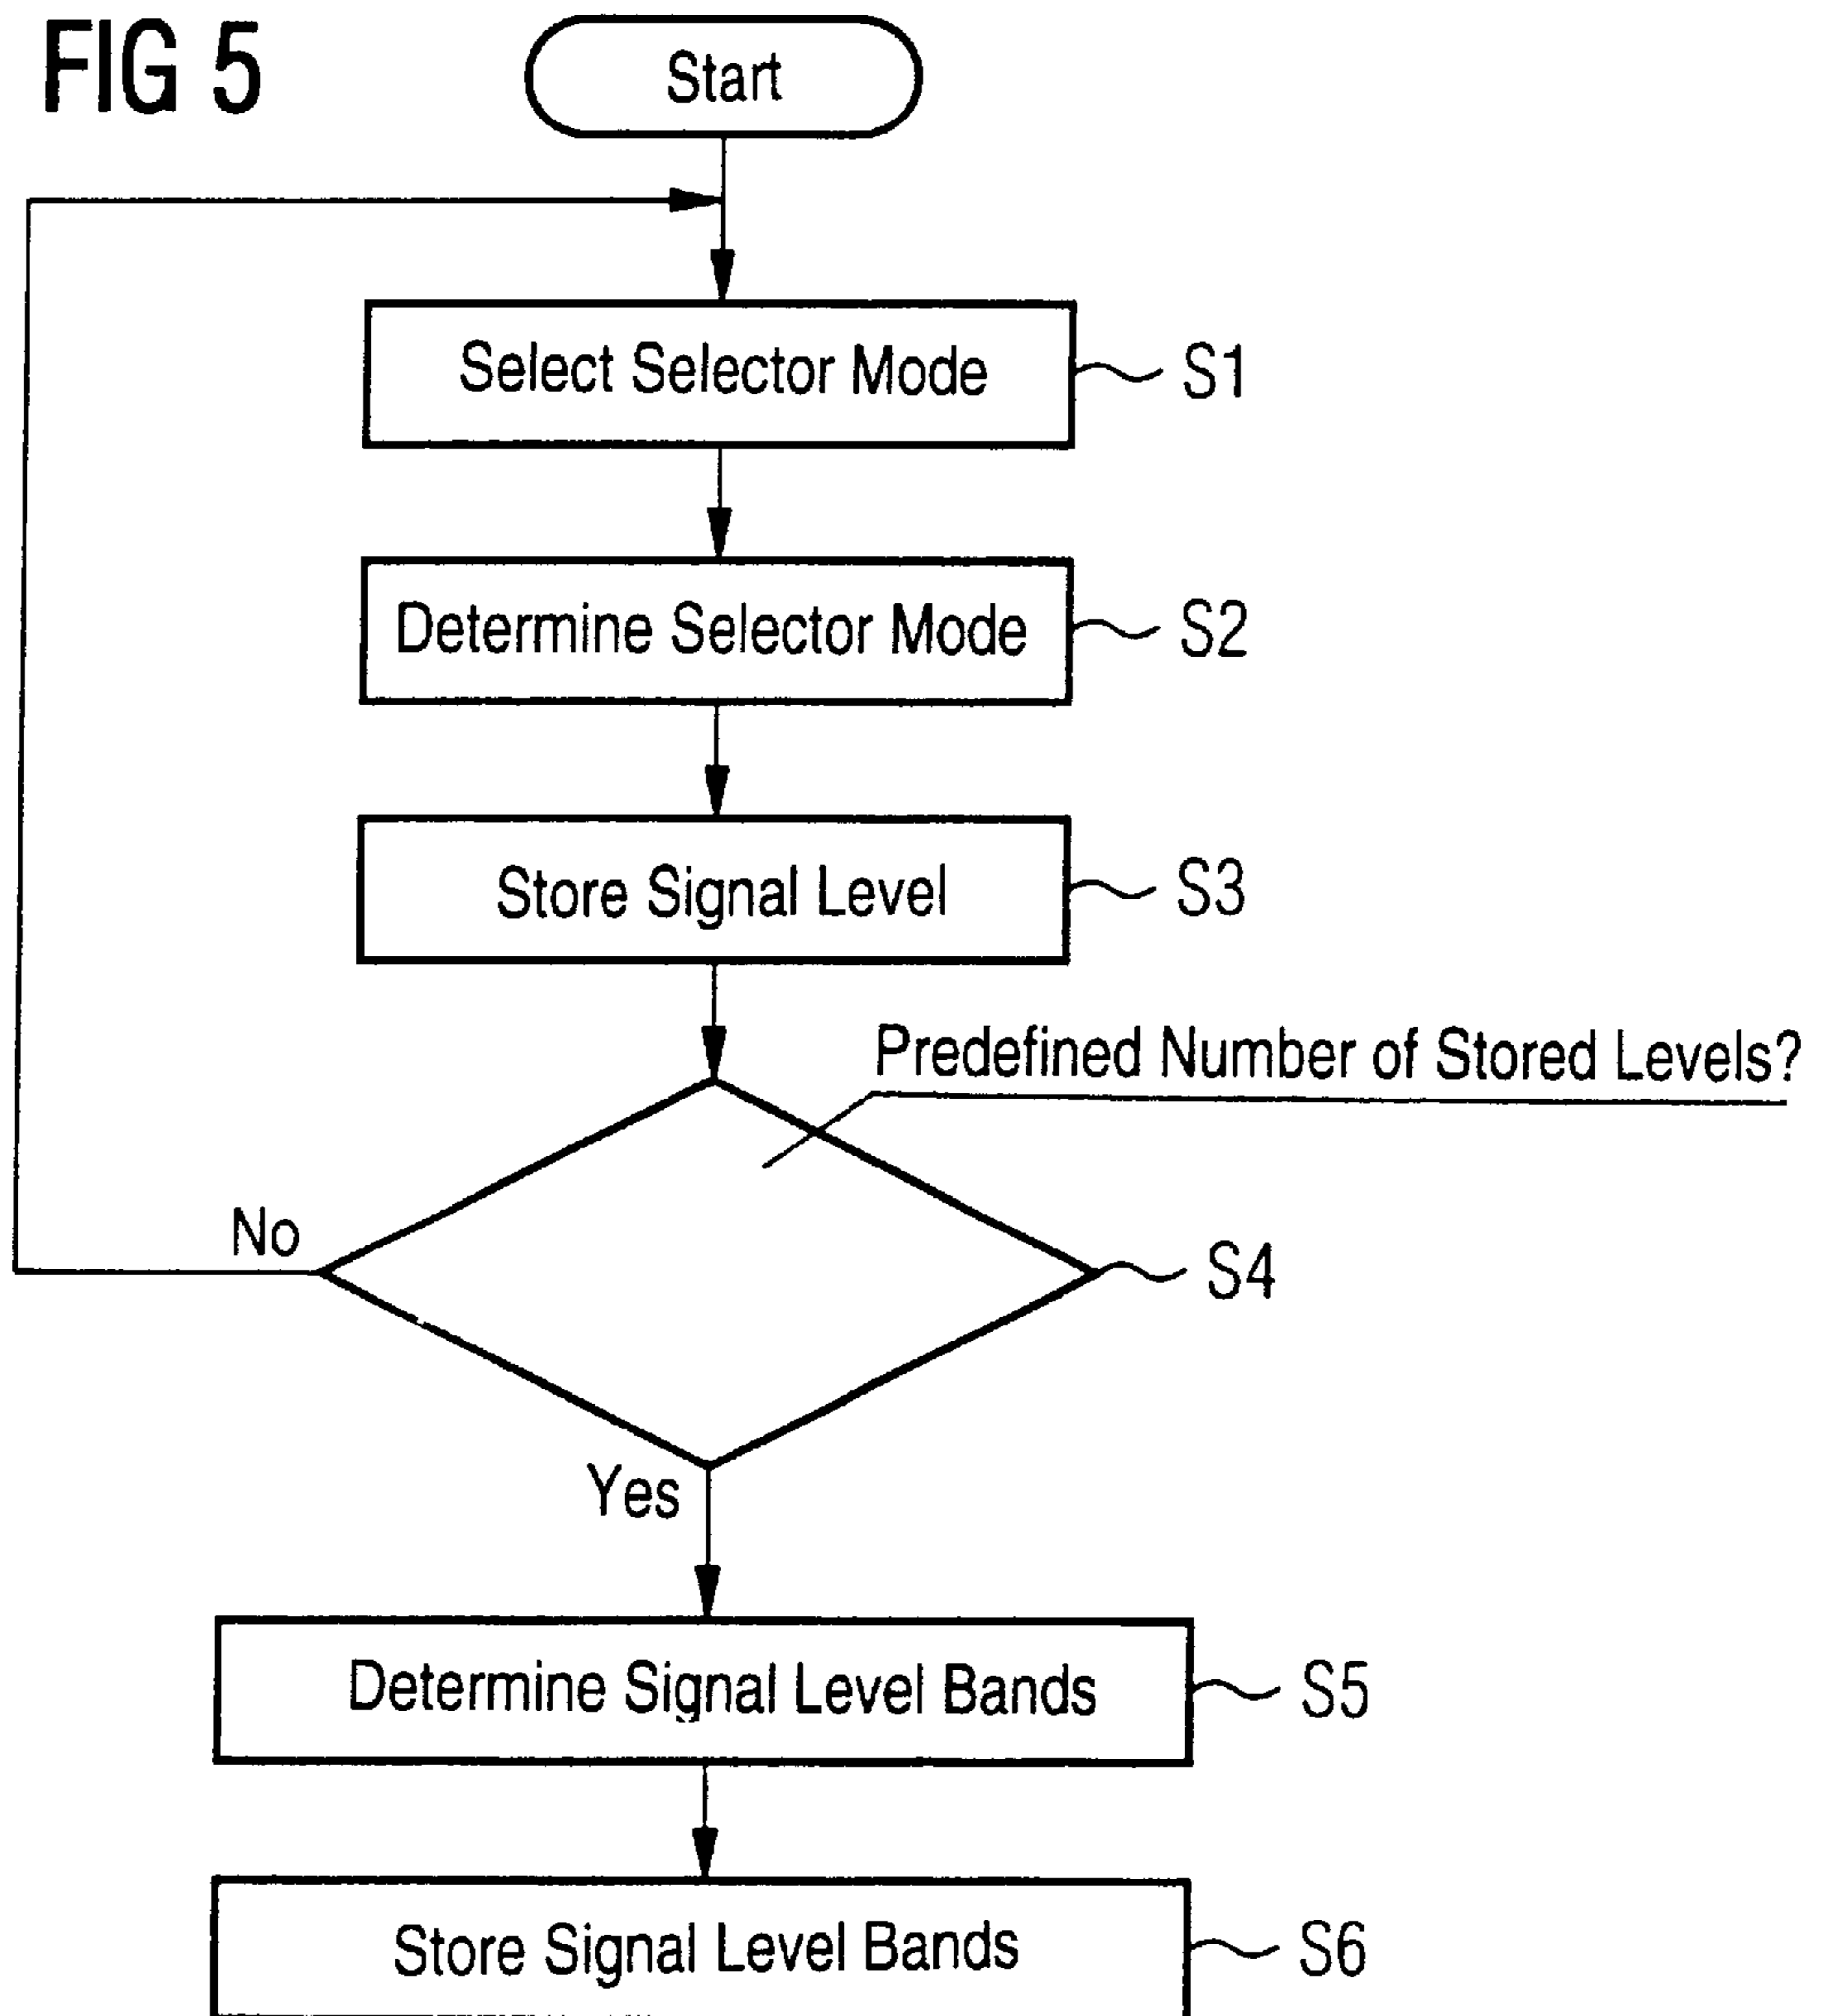 FIG 5
Start
Select Selector Mode
S1
Determine Selector Mode
S2
Store Signal Level
S3
Predefined Number of Stored Levels?
No
S4
Yes
Determine Signal Level Bands
S5
Store Signal Level Bands
S6